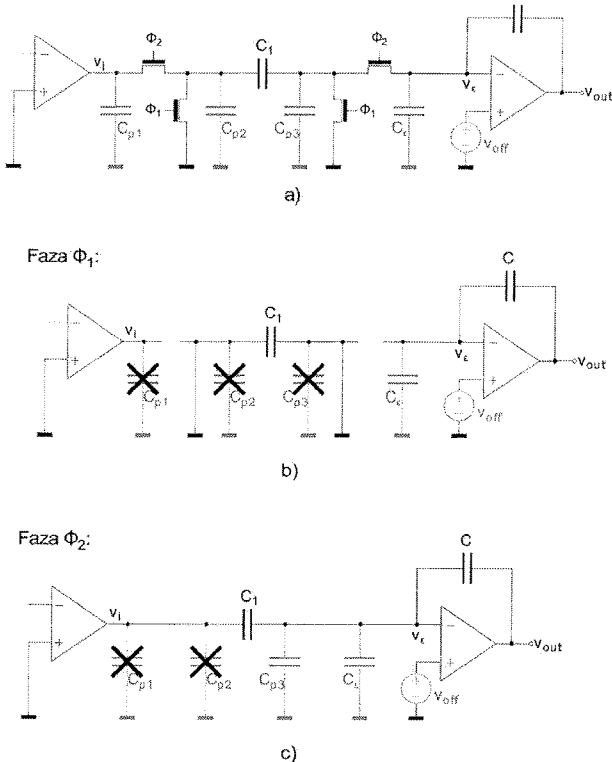 C
Φ₂ C₁ Φ₂
vᵢ
vε
Φ₁ Φ₁
Cp1 Cp2 Cp3 Cε
voff
vout
a)
Faza Φ₁:
C
C₁
vᵢ
vε
Cp1 Cp2 Cp3 Cε
voff
vout
b)
Faza Φ₂:
C
C₁
vᵢ
vε
Cp1 Cp2 Cp3 Cε
voff
vout
c)